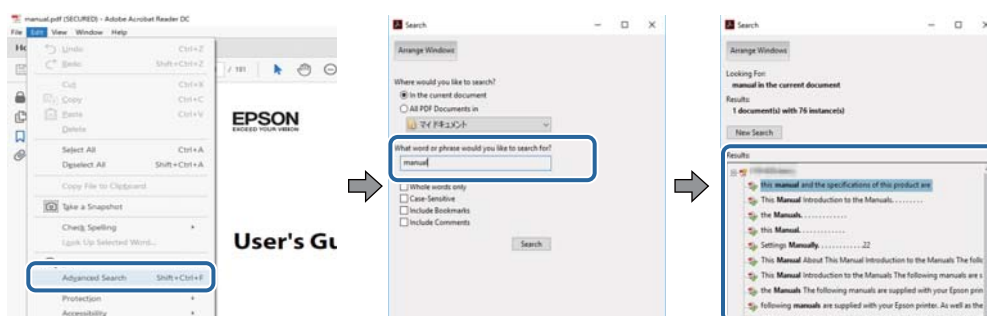 manual.pdf (SECURED) - Adobe Acrobat Reader DC
File Edit View Window Help
Undo Ctrl+Z
Redo Shift+Ctrl+Z
Cut Ctrl+X
Copy Ctrl+C
Paste Ctrl+V
Delete
Select All Ctrl+A
Deselect All Shift+Ctrl+A
Copy File to Clipboard
Take a Snapshot
Check Spelling
Look Up Selected Word...
Advanced Search Shift+Ctrl+F
Protection
Accessibility
/ 191
EPSON
EXCEED YOUR VISION
User's Gu
Search
Arrange Windows
Where would you like to search?
In the current document
All PDF Documents in
マイ ドキュメント
What word or phrase would you like to search for?
manual
Whole words only
Case-Sensitive
Include Bookmarks
Include Comments
Search
Search
Arrange Windows
Looking For:
manual in the current document
Results:
1 document(s) with 76 instance(s)
New Search
Results
this manual and the specifications of this product are
This Manual Introduction to the Manuals. . . . . . . . .
the Manuals. . . . . . . . . . . . .
this Manual. . . . . . . . . . . . .
Settings Manually. . . . . . . . . . . . .22
This Manual About This Manual Introduction to the Manuals The follo
This Manual Introduction to the Manuals The following manuals are s
the Manuals The following manuals are supplied with your Epson prin
following manuals are supplied with your Epson printer. As well as the